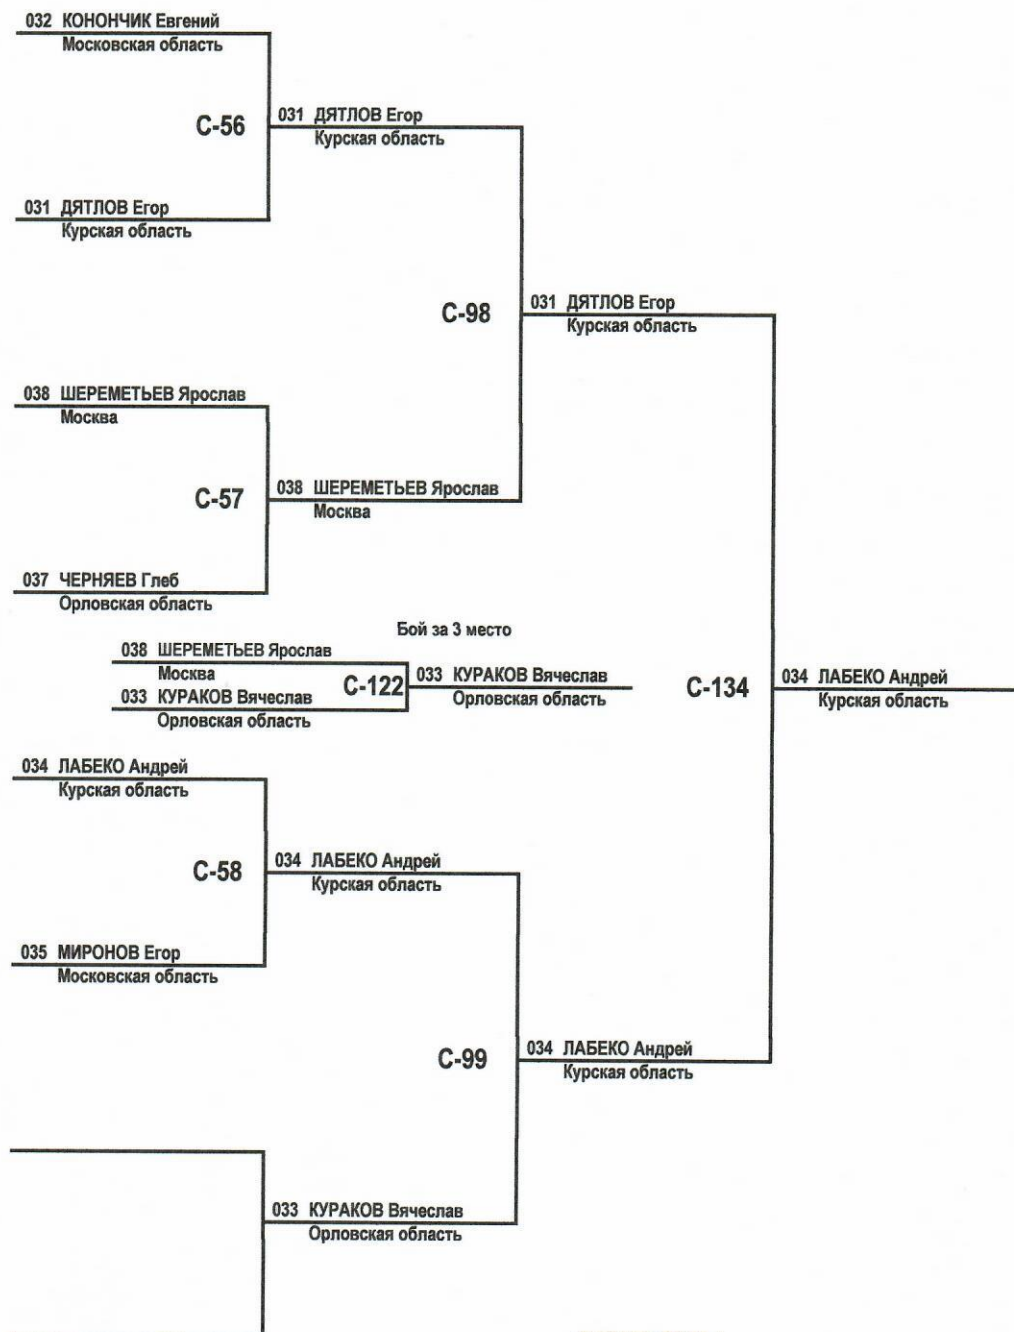 032 КОНОНЧИК Евгений
Московская область
С-56
031 ДЯТЛОВ Егор
Курская область
031 ДЯТЛОВ Егор
Курская область
С-98
031 ДЯТЛОВ Егор
Курская область
038 ШЕРЕМЕТЬЕВ Ярослав
Москва
С-57
038 ШЕРЕМЕТЬЕВ Ярослав
Москва
037 ЧЕРНЯЕВ Глеб
Орловская область
Бой за 3 место
038 ШЕРЕМЕТЬЕВ Ярослав
Москва
033 КУРАКОВ Вячеслав
Орловская область
С-122
033 КУРАКОВ Вячеслав
Орловская область
С-134
034 ЛАБЕКО Андрей
Курская область
034 ЛАБЕКО Андрей
Курская область
С-58
034 ЛАБЕКО Андрей
Курская область
035 МИРОНОВ Егор
Московская область
С-99
034 ЛАБЕКО Андрей
Курская область
033 КУРАКОВ Вячеслав
Орловская область